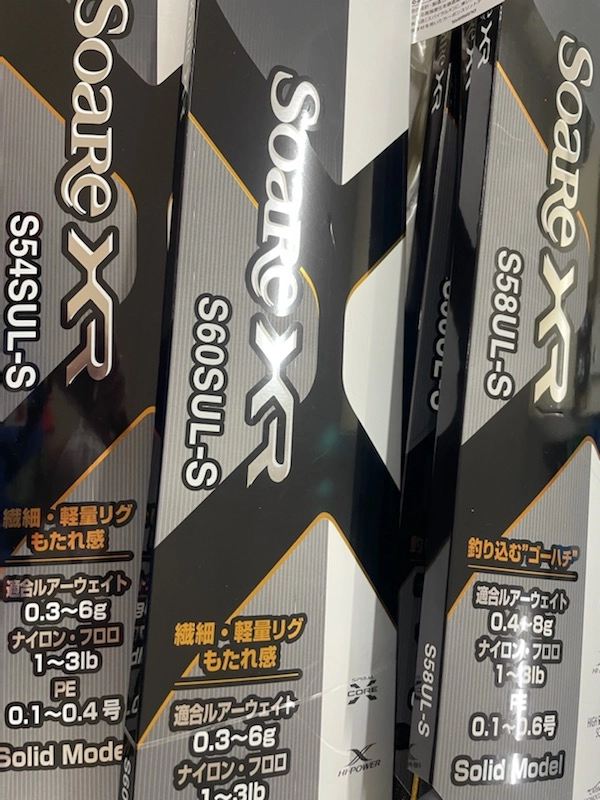 Soare XR
S54SUL-S
繊細・軽量リグ
もたれ感
適合ルアーウェイト
0.3~6g
ナイロン・フロロ
1~3lb
PE
0.1~0.4号
Solid Mode
Soare XR
S60SUL-S
繊細・軽量リグ
もたれ感
適合ルアーウェイト
0.3~6g
ナイロン・フロロ
1~3lb
SPIRAL
X
CORE
X
HI-POWER
XR
S58UL-S
Soare XR
S58UL-S
釣り込む"ゴーハチ"
適合ルアーウェイト
0.4~8g
ナイロン・フロロ
1~3lb
PE
0.1~0.6号
Solid Model